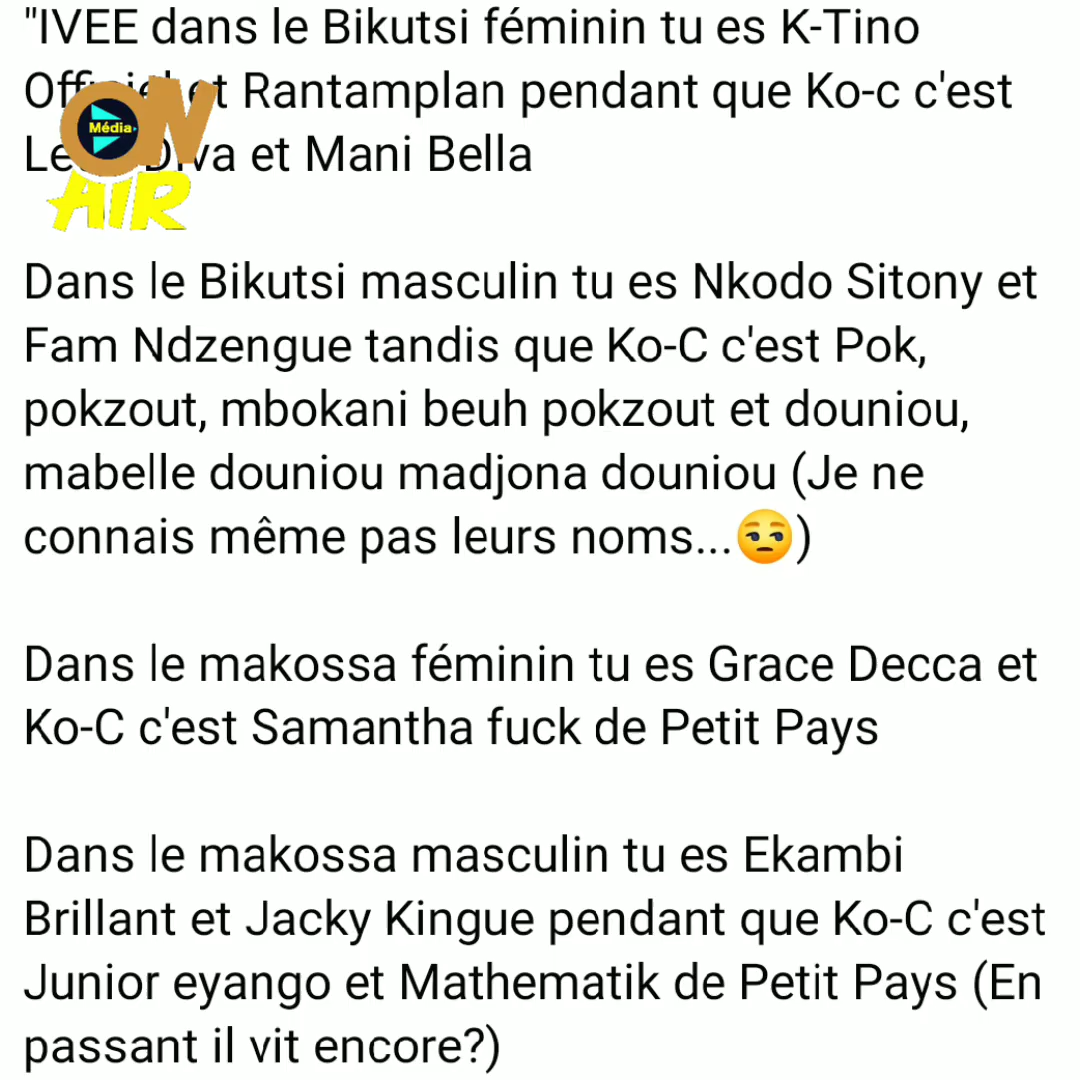 "IVEE dans le Bikutsi féminin tu es K-Tino
et Rantamplan pendant que Ko-c c'est
et Mani Bella
ON
Média
AIR
Dans le Bikutsi masculin tu es Nkodo Sitony et
Fam Ndzengue tandis que Ko-C c'est Pok,
pokzout, mbokani beuh pokzout et douniou,
mabelle douniou madjona douniou (Je ne
connais même pas leurs noms...😒)
Dans le makossa féminin tu es Grace Decca et
Ko-C c'est Samantha fuck de Petit Pays
Dans le makossa masculin tu es Ekambi
Brillant et Jacky Kingue pendant que Ko-C c'est
Junior eyango et Mathematik de Petit Pays (En
passant il vit encore?)